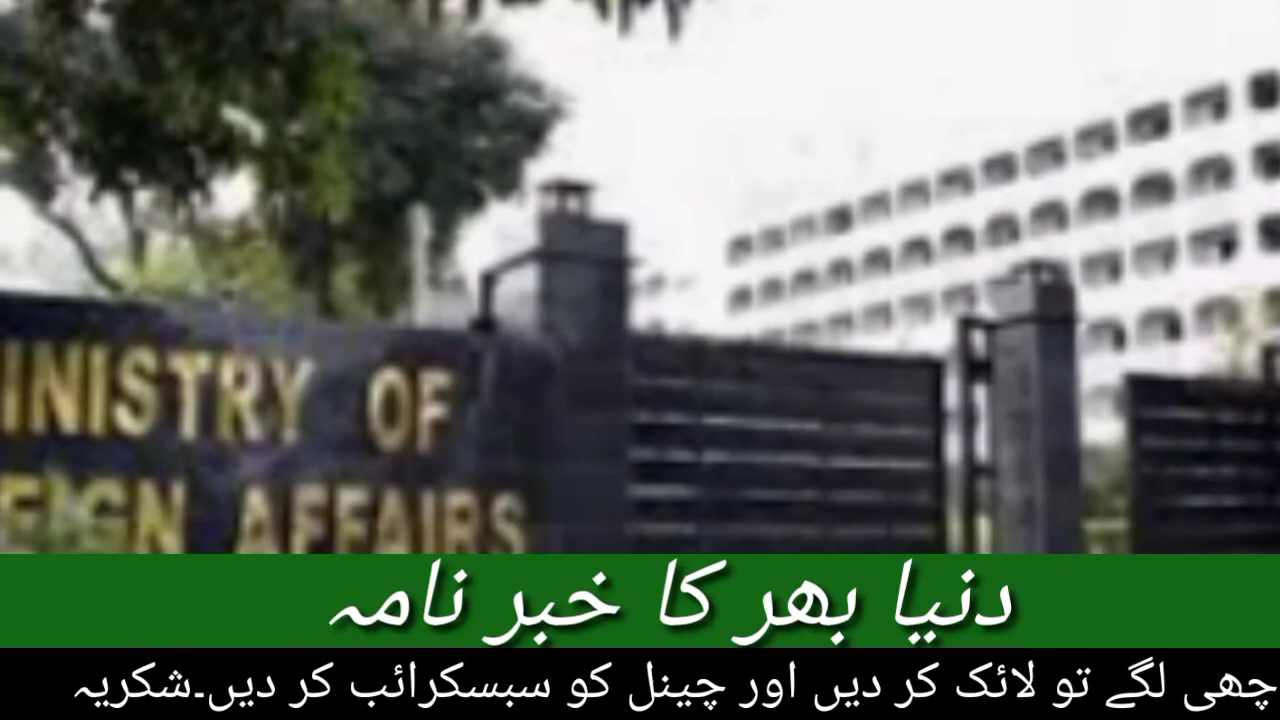 INISTRY OF
EIGN AFFAIRS
دنیا بھر کا خبر نامہ
چھی لگے تو لائک کر دیں اور چینل کو سبسکرائب کر دیں۔شکریہ